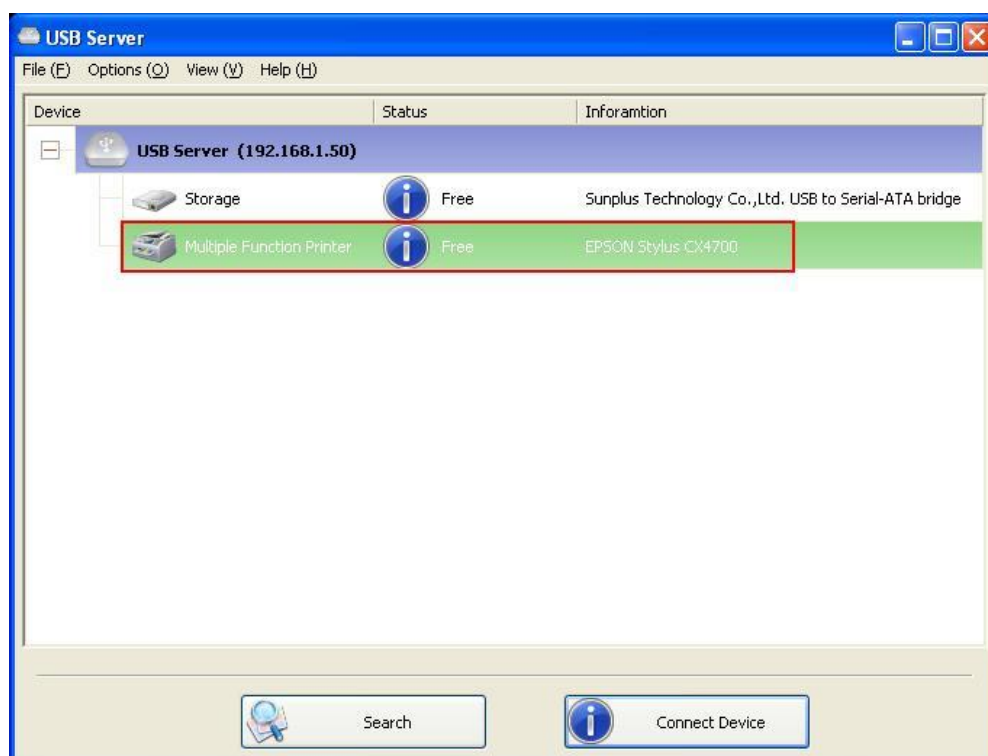 USB Server
File (F) Options (O) View (V) Help (H)
Device Status Inforamtion
USB Server (192.168.1.50)
Storage Free Sunplus Technology Co.,Ltd. USB to Serial-ATA bridge
Multiple Function Printer Free EPSON Stylus CX4700
Search Connect Device